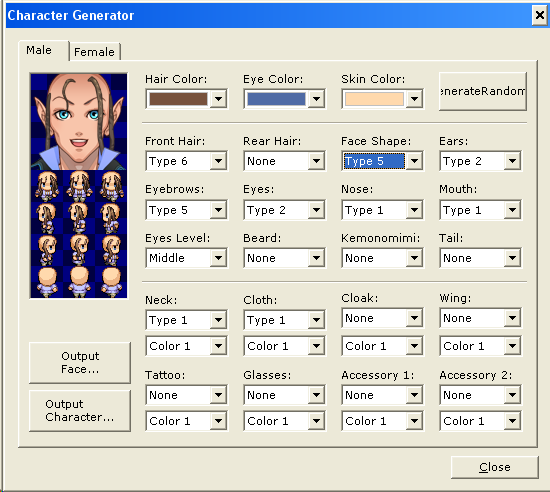 Character Generator
Male
Female
Hair Color:
Eye Color:
Skin Color:
enerateRandom
Front Hair:
Rear Hair:
Face Shape:
Ears:
Type 6
None
Type 5
Type 2
Eyebrows:
Eyes:
Nose:
Mouth:
Type 5
Type 2
Type 1
Type 1
Eyes Level:
Beard:
Kemonomimi:
Tail:
Middle
None
None
None
Neck:
Cloth:
Cloak:
Wing:
Type 1
Type 1
None
None
Color 1
Color 1
Color 1
Color 1
Tattoo:
Glasses:
Accessory 1:
Accessory 2:
None
None
None
None
Color 1
Color 1
Color 1
Color 1
Output
Face...
Output
Character...
Close